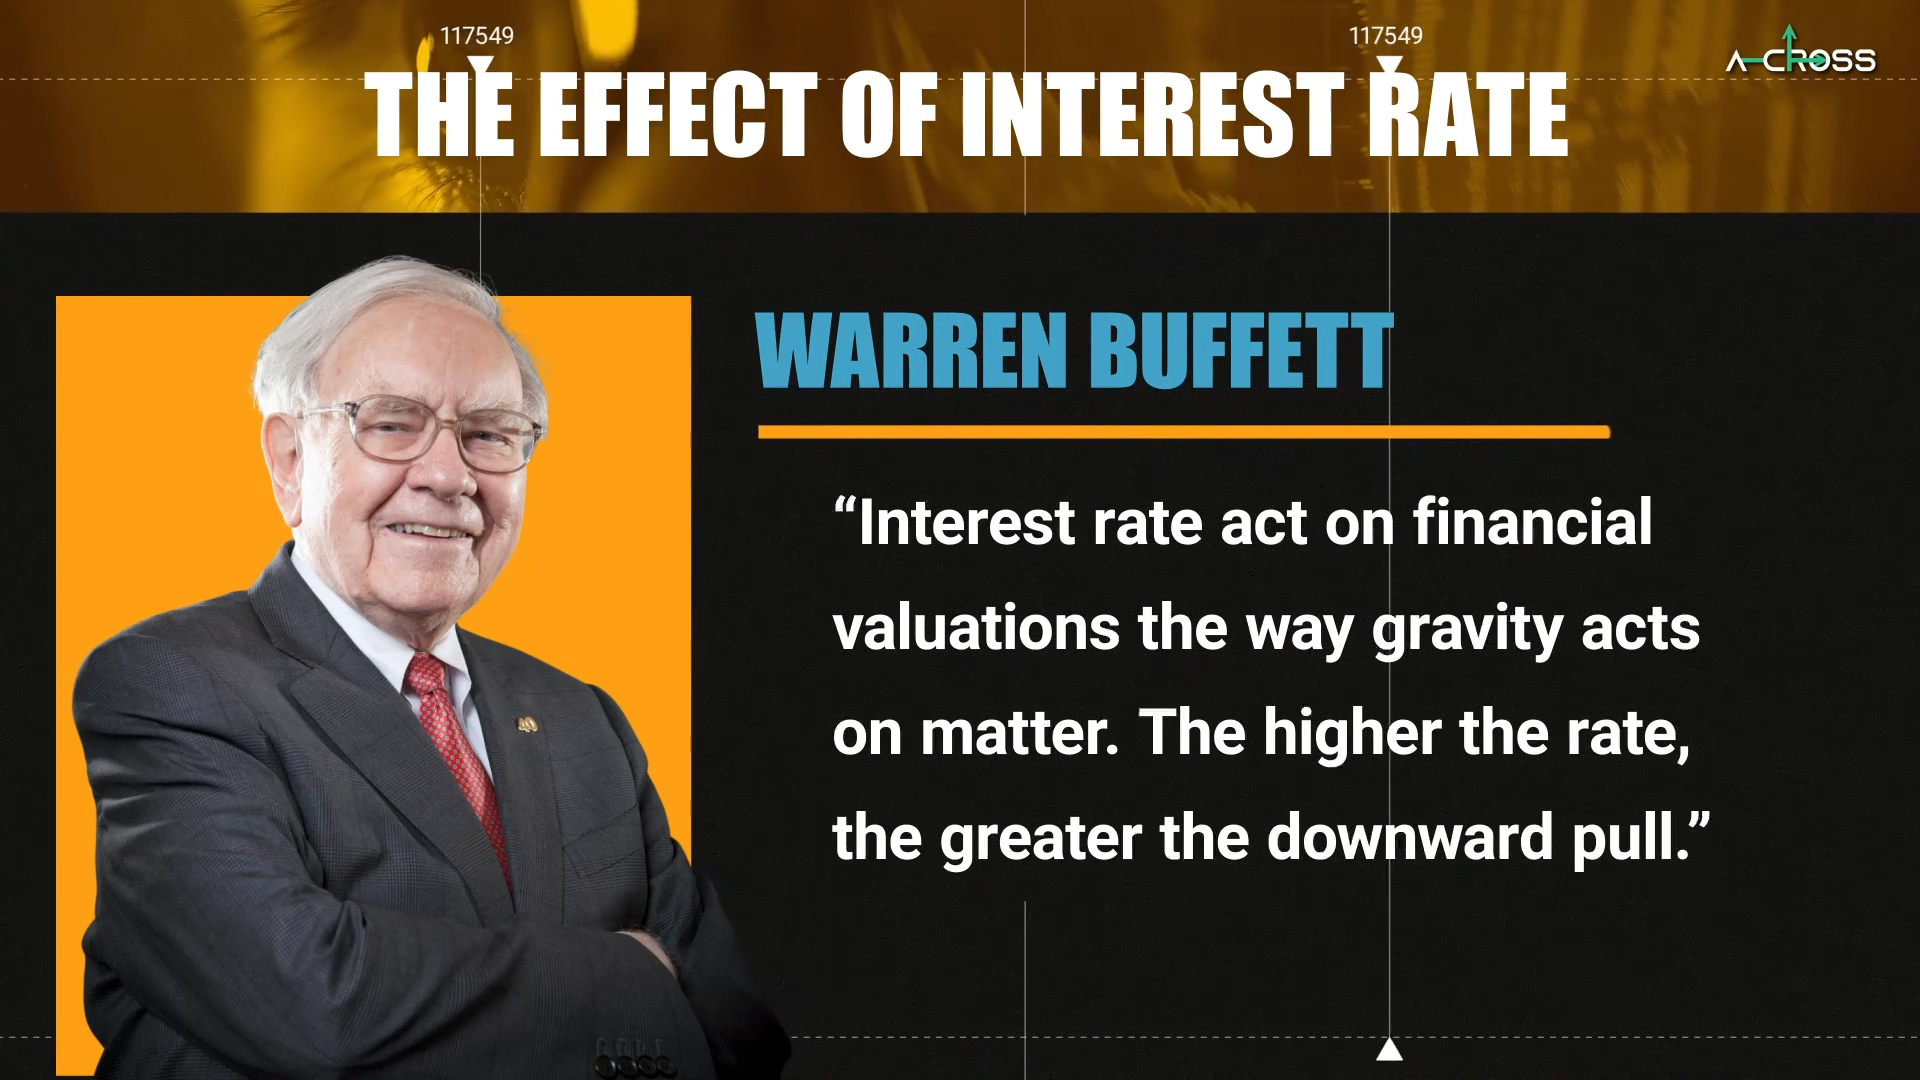 117549
117549
A-CROSS
THE EFFECT OF INTEREST RATE
WARREN BUFFETT
“Interest rate act on financial
valuations the way gravity acts
on matter. The higher the rate,
the greater the downward pull.”
40